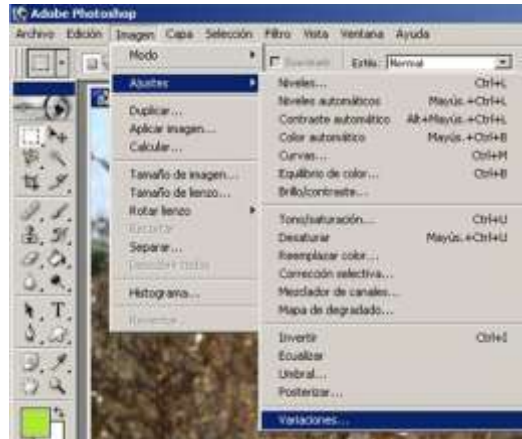 Adobe Photoshop
Archivo Edición Imagen Capa Selección Filtro Vista Ventana Ayuda
Modo
Estilo: Normal
Ajustes
Duplicar...
Aplicar imagen...
Calcular...
Tamaño de imagen...
Tamaño de lienzo...
Rotar lienzo
Recortar
Separar...
Histograma...
Niveles... Ctrl+L
Niveles automáticos Mayús.+Ctrl+L
Contraste automático Alt+Mayús.+Ctrl+L
Color automático Mayús.+Ctrl+B
Curvas... Ctrl+M
Equilibrio de color... Ctrl+B
Brillo/contraste...
Tono/saturación... Ctrl+U
Desaturar Mayús.+Ctrl+U
Reemplazar color...
Corrección selectiva...
Mezclador de canales...
Mapa de degradado...
Invertir Ctrl+I
Ecualizar
Umbral...
Posterizar...
Variaciones...